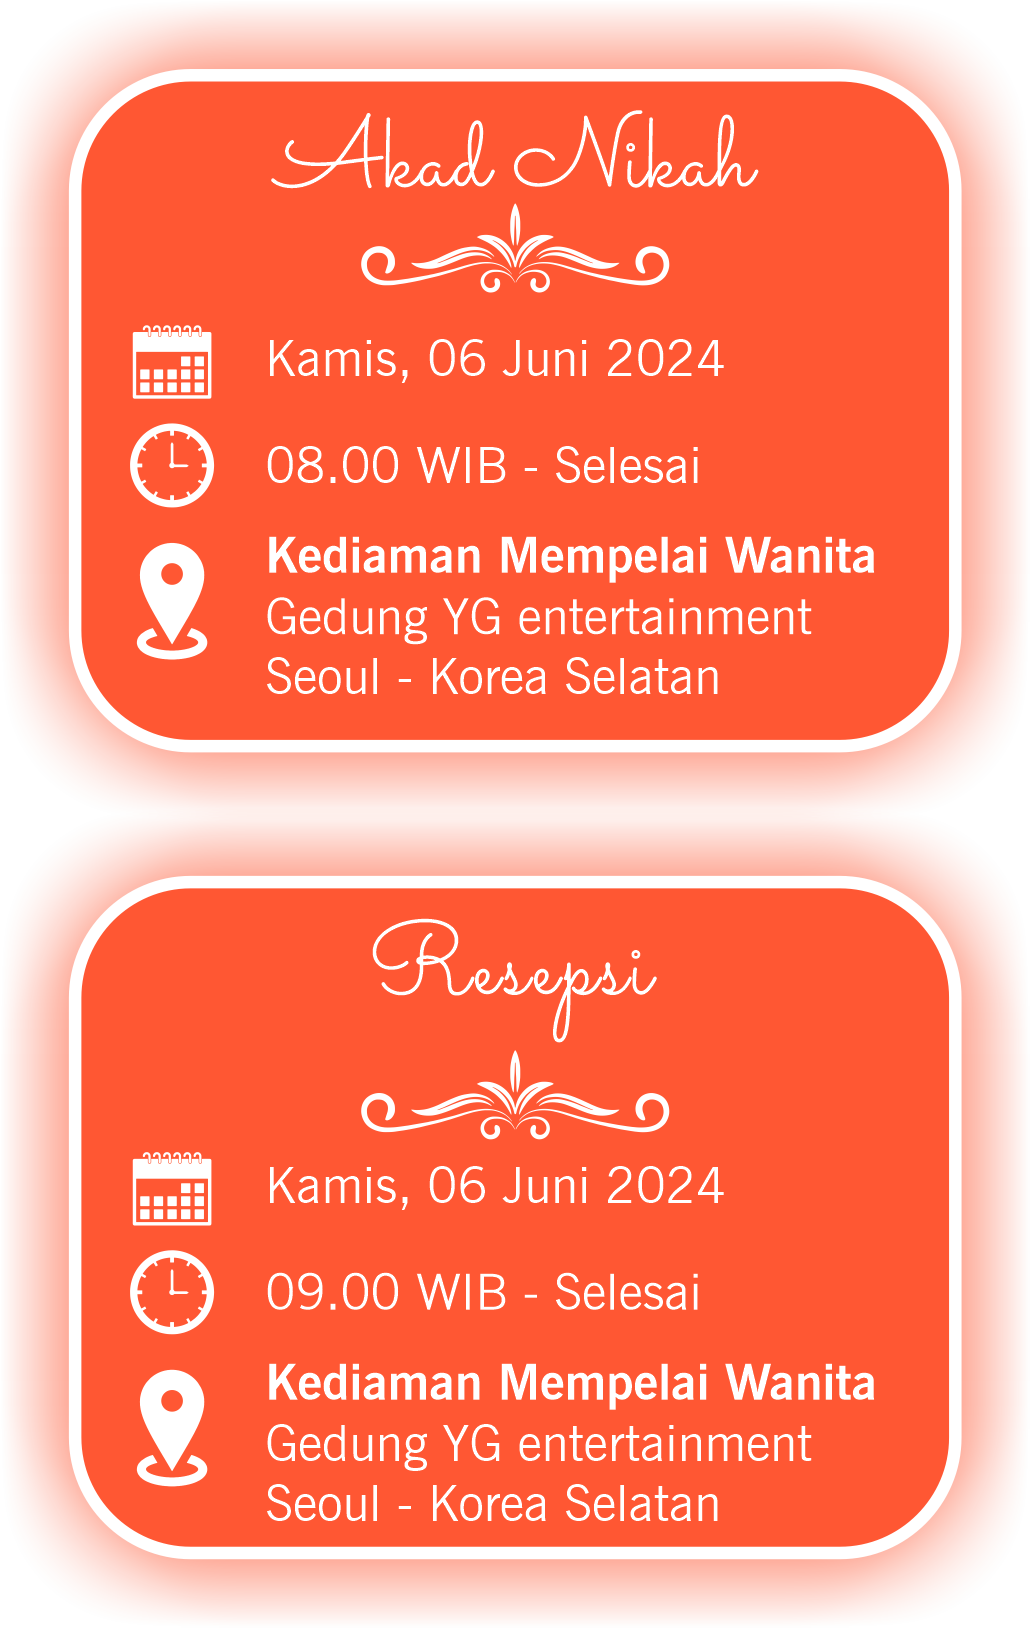 Akad Nikah
Kamis, 06 Juni 2024
08.00 WIB - Selesai
Kediaman Mempelai Wanita
Gedung YG entertainment
Seoul - Korea Selatan
Resepsi
Kamis, 06 Juni 2024
09.00 WIB - Selesai
Kediaman Mempelai Wanita
Gedung YG entertainment
Seoul - Korea Selatan